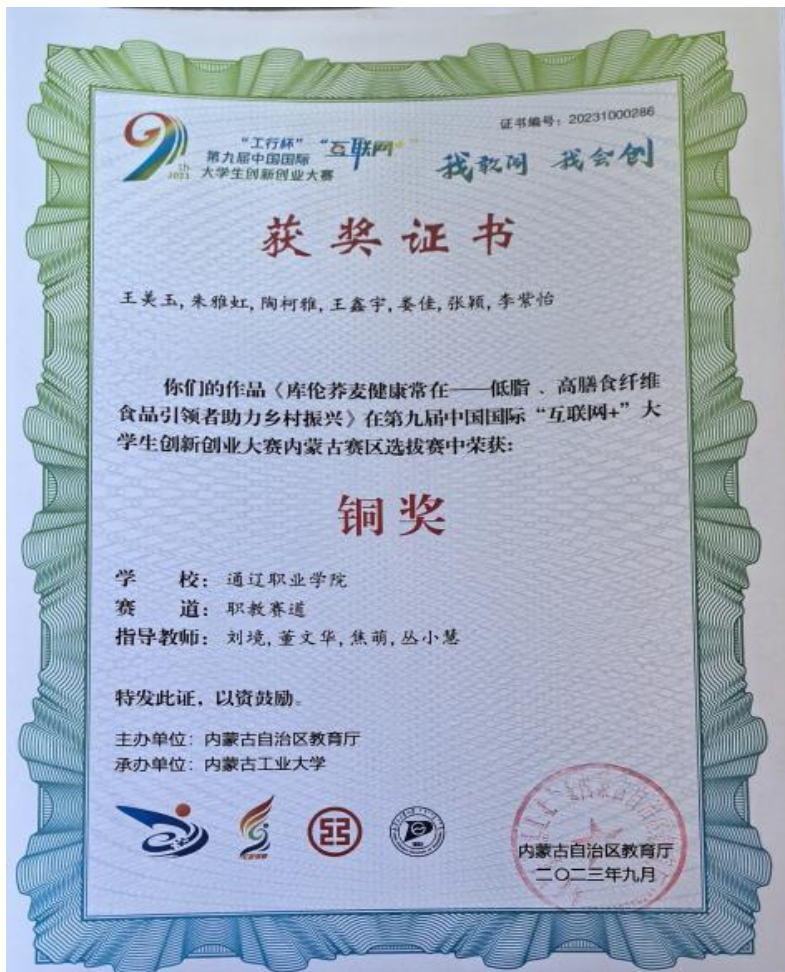 证书编号：20231000286
9th
2023
“工行杯” “互联网+”
第九届中国国际
大学生创新创业大赛
我敢闯 我会创
获奖证书
王美玉,朱雅虹,陶柯雅,王鑫宇,娄佳,张颖,李紫怡
你们的作品《库伦荞麦健康常在——低脂 、高膳食纤维
食品引领者助力乡村振兴》在第九届中国国际“互联网+”大
学生创新创业大赛内蒙古赛区选拔赛中荣获:
铜奖
学 校：通辽职业学院
赛 道：职教赛道
指导教师：刘境,董文华,焦萌,丛小慧
特发此证，以资鼓励。
主办单位：内蒙古自治区教育厅
承办单位：内蒙古工业大学
内蒙古自治区教育厅
二〇二三年九月